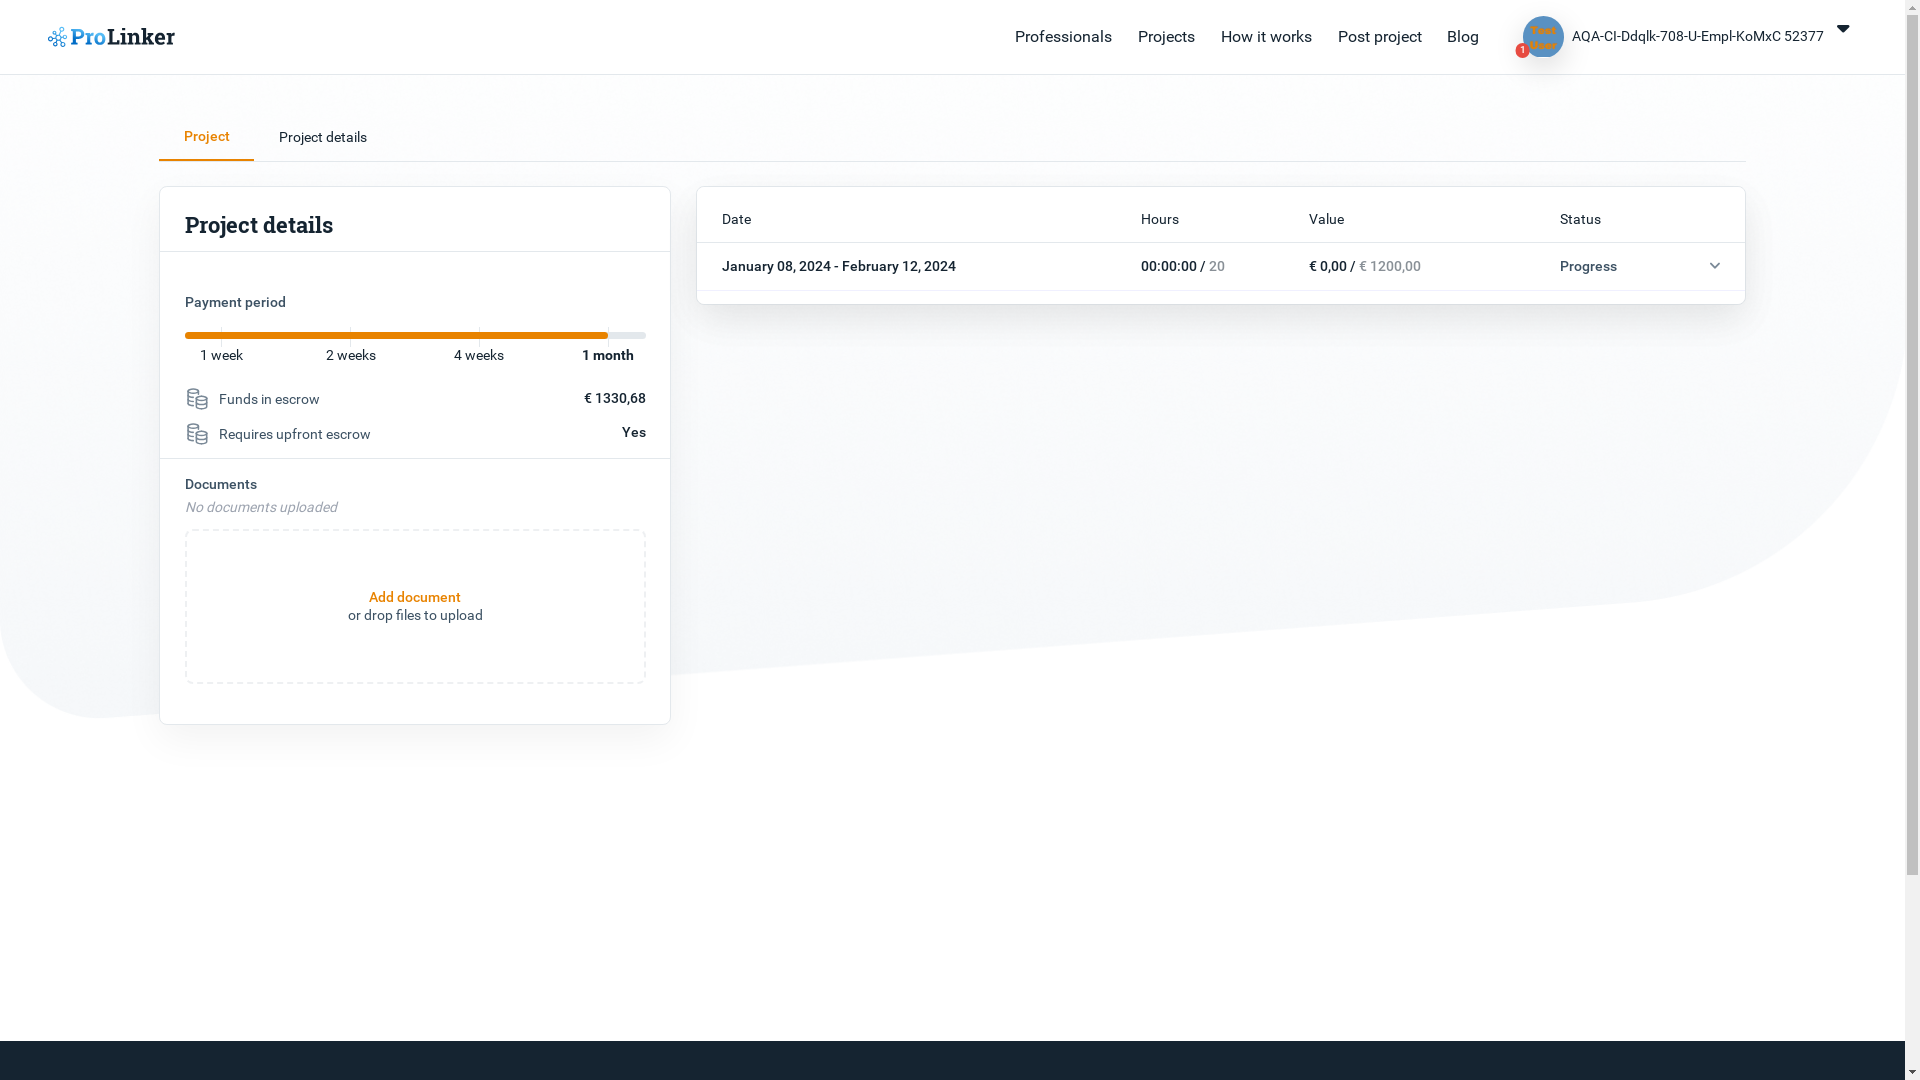 ProLinker
Professionals
Projects
How it works
Post project
Blog
Test
User
1
AQA-CI-Ddqlk-708-U-Empl-KoMxC 52377
Project
Project details
Project details
Payment period
1 week
2 weeks
4 weeks
1 month
Funds in escrow
€ 1330,68
Requires upfront escrow
Yes
Documents
No documents uploaded
Add document
or drop files to upload
Date
Hours
Value
Status
January 08, 2024 - February 12, 2024
00:00:00 / 20
€ 0,00 / € 1200,00
Progress